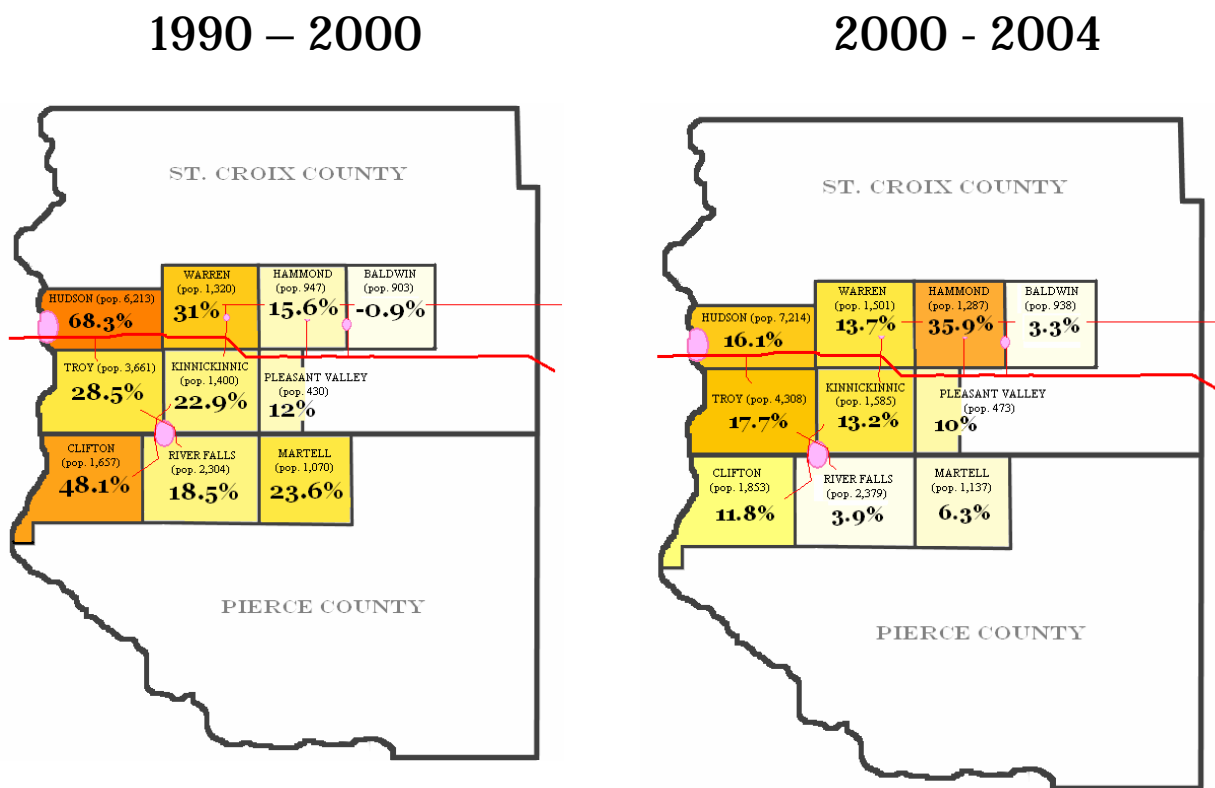 1990 – 2000
ST. CROIX COUNTY
HUDSON (pop. 6,213)
68.3%
WARREN
(pop. 1,320)
31%
HAMMOND
(pop. 947)
15.6%
BALDWIN
(pop. 903)
-0.9%
TROY (pop. 3,661)
28.5%
KINNICKINNIC
(pop. 1,400)
22.9%
PLEASANT VALLEY
(pop. 430)
12%
CLIFTON
(pop. 1,657)
48.1%
RIVER FALLS
(pop. 2,304)
18.5%
MARTELL
(pop. 1,070)
23.6%
PIERCE COUNTY
2000 - 2004
ST. CROIX COUNTY
HUDSON (pop. 7,214)
16.1%
WARREN
(pop. 1,501)
13.7%
HAMMOND
(pop. 1,287)
35.9%
BALDWIN
(pop. 938)
3.3%
TROY (pop. 4,308)
17.7%
KINNICKINNIC
(pop. 1,585)
13.2%
PLEASANT VALLEY
(pop. 473)
10%
CLIFTON
(pop. 1,853)
11.8%
RIVER FALLS
(pop. 2,379)
3.9%
MARTELL
(pop. 1,137)
6.3%
PIERCE COUNTY